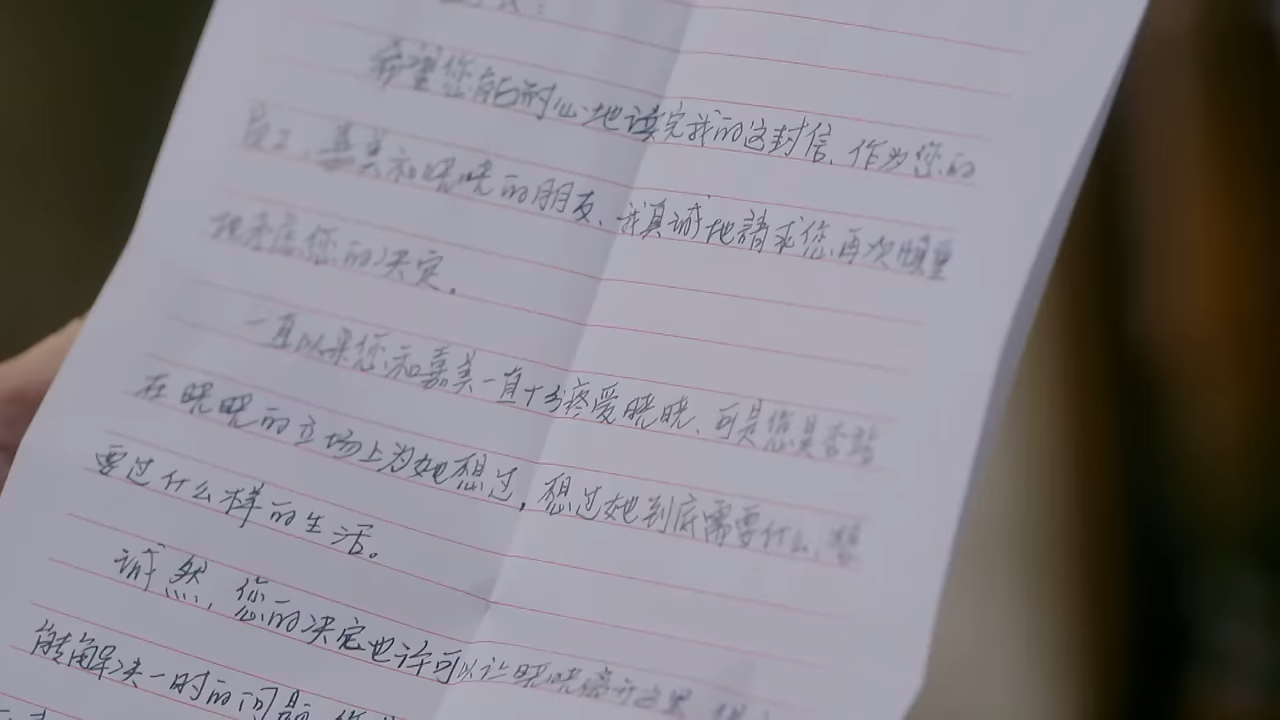 希望您能耐心地读完我的这封信、作为您的
员工、嘉美和晓晓的朋友、我真诚地請求您再次慎重
地考虑您的决定。
一直以来您和嘉美一直十分疼爱晓晓、可是您是否站
在晓晓的立场上为她想过，想过她到底需要什么、想
要过什么样的生活。
诚然，您的决定也许可以让晓晓离开这里
能解决一时的问题